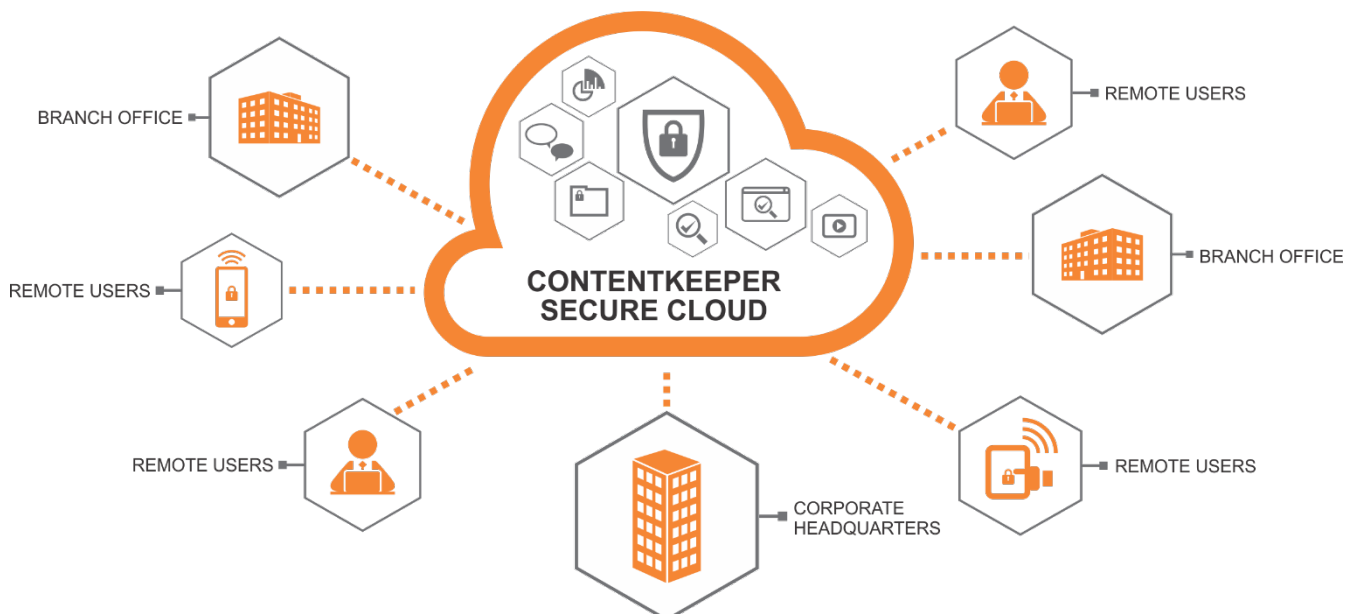 BRANCH OFFICE
REMOTE USERS
REMOTE USERS
CONTENTKEEPER
SECURE CLOUD
REMOTE USERS
BRANCH OFFICE
REMOTE USERS
CORPORATE
HEADQUARTERS